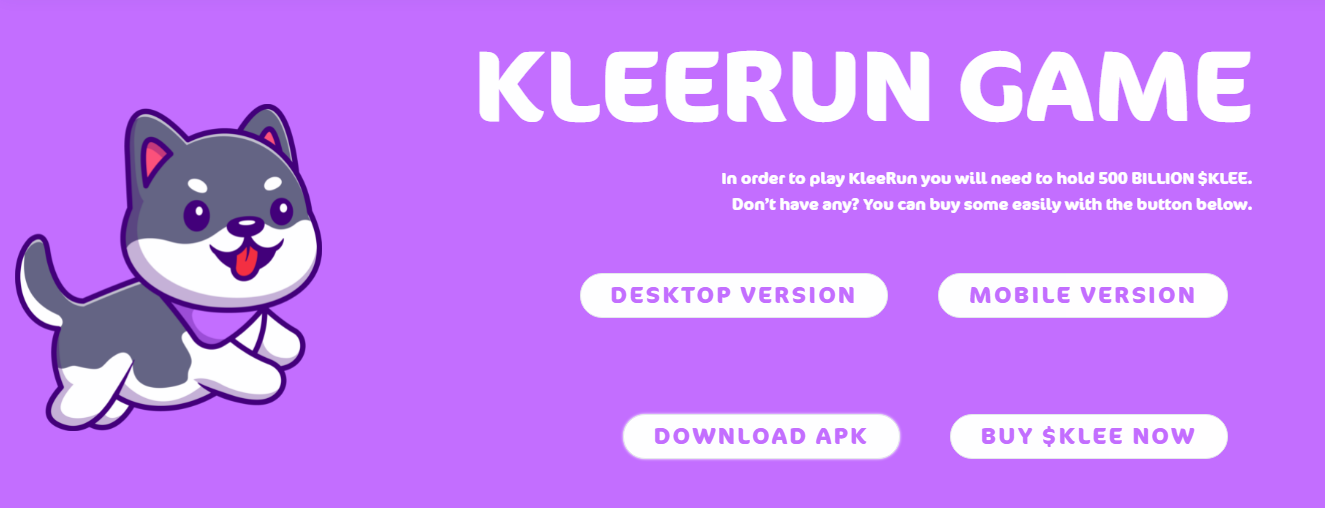 KLEERUN GAME
In order to play KleeRun you will need to hold 500 BILLION $KLEE.
Don't have any? You can buy some easily with the button below.
DESKTOP VERSION
MOBILE VERSION
DOWNLOAD APK
BUY $KLEE NOW